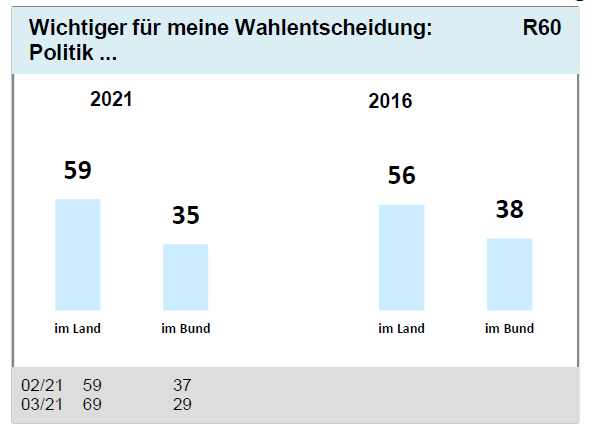 Wichtiger für meine Wahlentscheidung: R60
Politik ...
2021 2016
59 35 56 38
im Land im Bund im Land im Bund
02/21 59 37
03/21 69 29